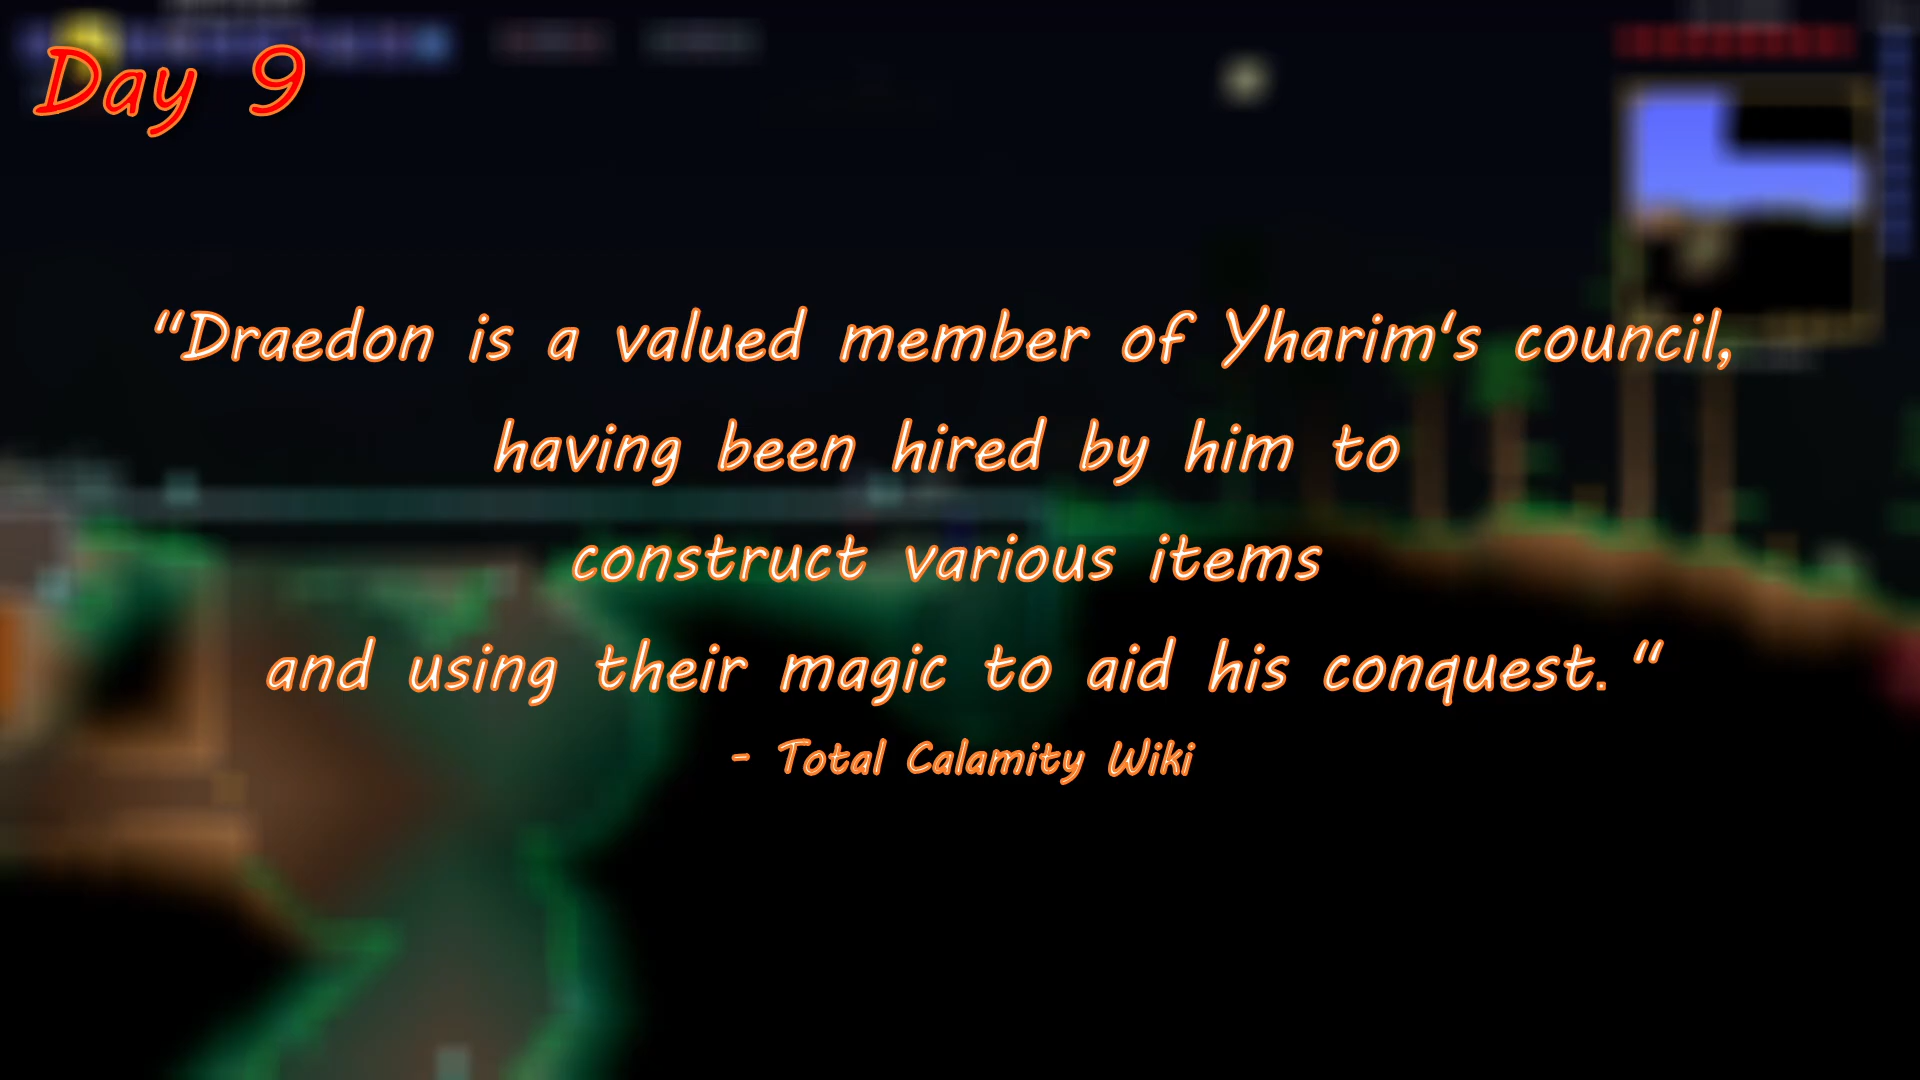 Day 9
“Draedon is a valued member of Yharim's council,
having been hired by him to
construct various items
and using their magic to aid his conquest. “
- Total Calamity Wiki